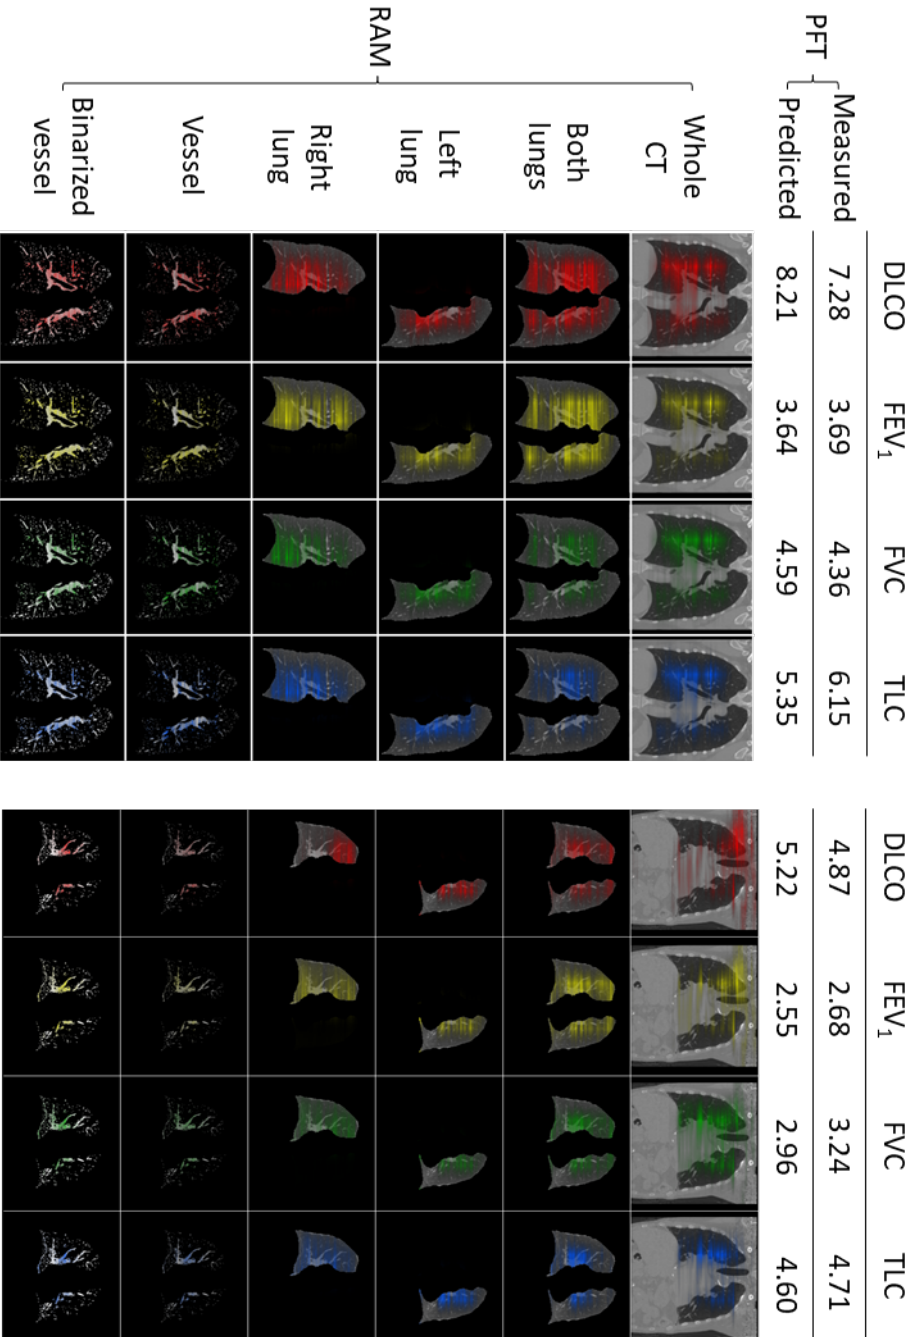 DLCO FEV1 FVC TLC DLCO FEV1 FVC TLC
PFT
Measured 7.28 3.69 4.36 6.15 4.87 2.68 3.24 4.71
Predicted 8.21 3.64 4.59 5.35 5.22 2.55 2.96 4.60
RAM
Whole
CT
Both
lungs
Left
lung
Right
lung
Vessel
Binarized
vessel